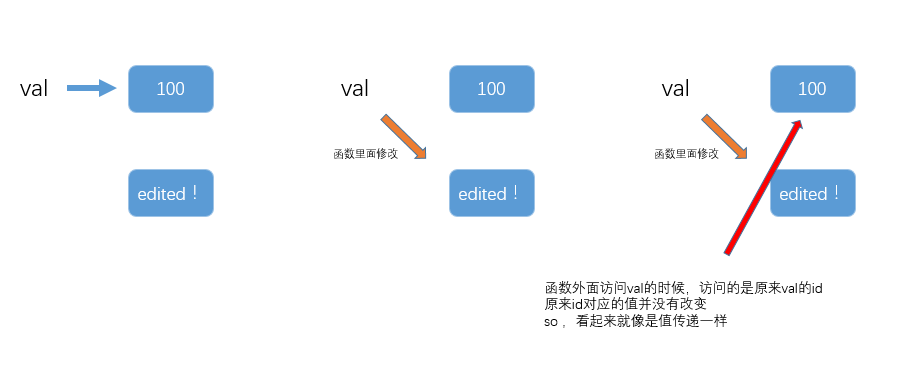 val
100
edited！
val
100
函数里面修改
edited！
val
100
函数里面修改
edited！
函数外面访问val的时候，访问的是原来val的id
原来id对应的值并没有改变
so ，看起来就像是值传递一样